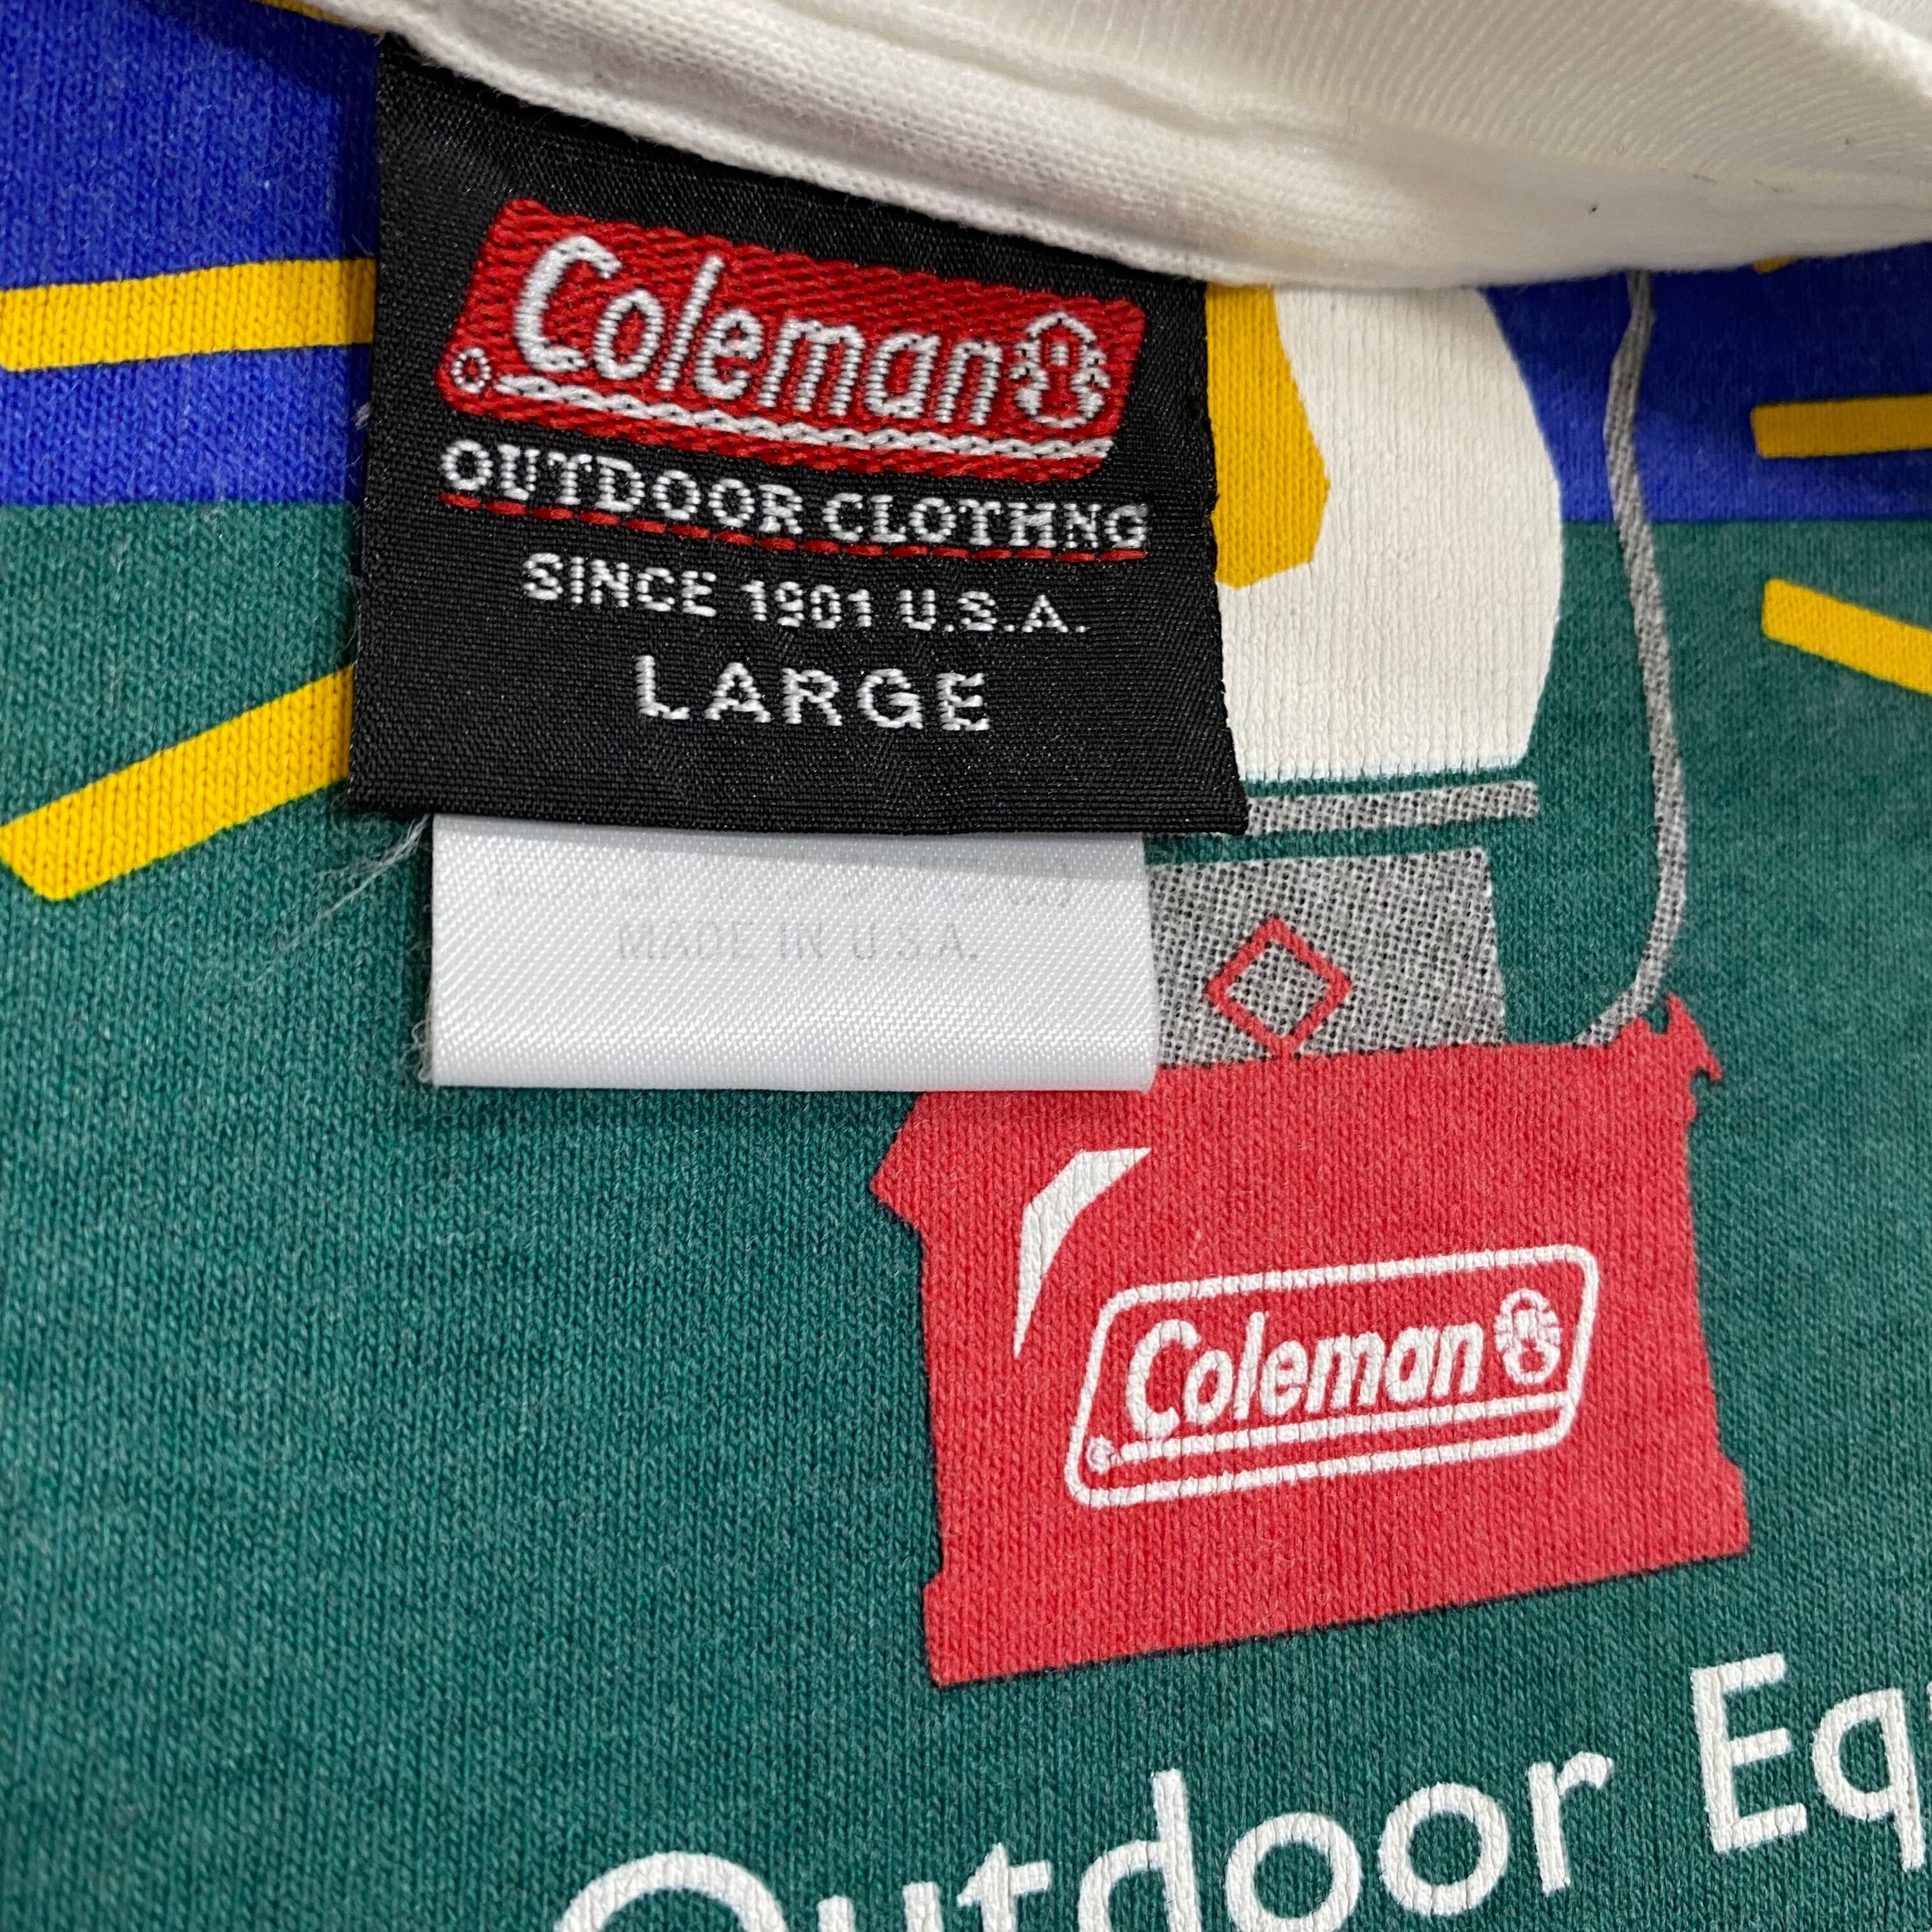 Coleman
OUTDOOR CLOTHNG
SINCE 1901 U.S.A.
LARGE
MADE IN U.S.A.
Coleman
Outdoor Eq